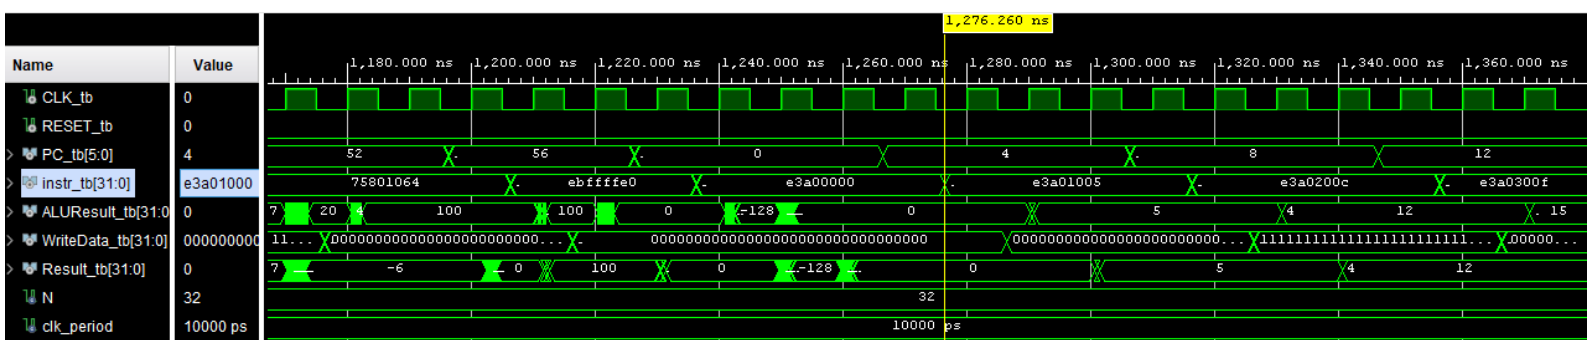 1,276.260 ns
Name Value 1,180.000 ns 1,200.000 ns 1,220.000 ns 1,240.000 ns 1,260.000 ns 1,280.000 ns 1,300.000 ns 1,320.000 ns 1,340.000 ns 1,360.000 ns
CLK_tb 0
RESET_tb 0
PC_tb[5:0] 4 52 56 0 4 8 12
instr_tb[31:0] e3a01000 75801064 ebffffe0 e3a00000 e3a01005 e3a0200c e3a0300f
ALUResult_tb[31:0 0 7 20 4 100 100 0 -128 0 5 4 12 15
WriteData_tb[31:0] 000000000 11... 0000000000000000000000000... 00000000000000000000000000000000 0000000000000000000000000... 1111111111111111111111111... 00000...
Result_tb[31:0] 0 7 -6 0 100 0 -128 0 5 4 12
N 32 32
clk_period 10000 ps 10000 ps